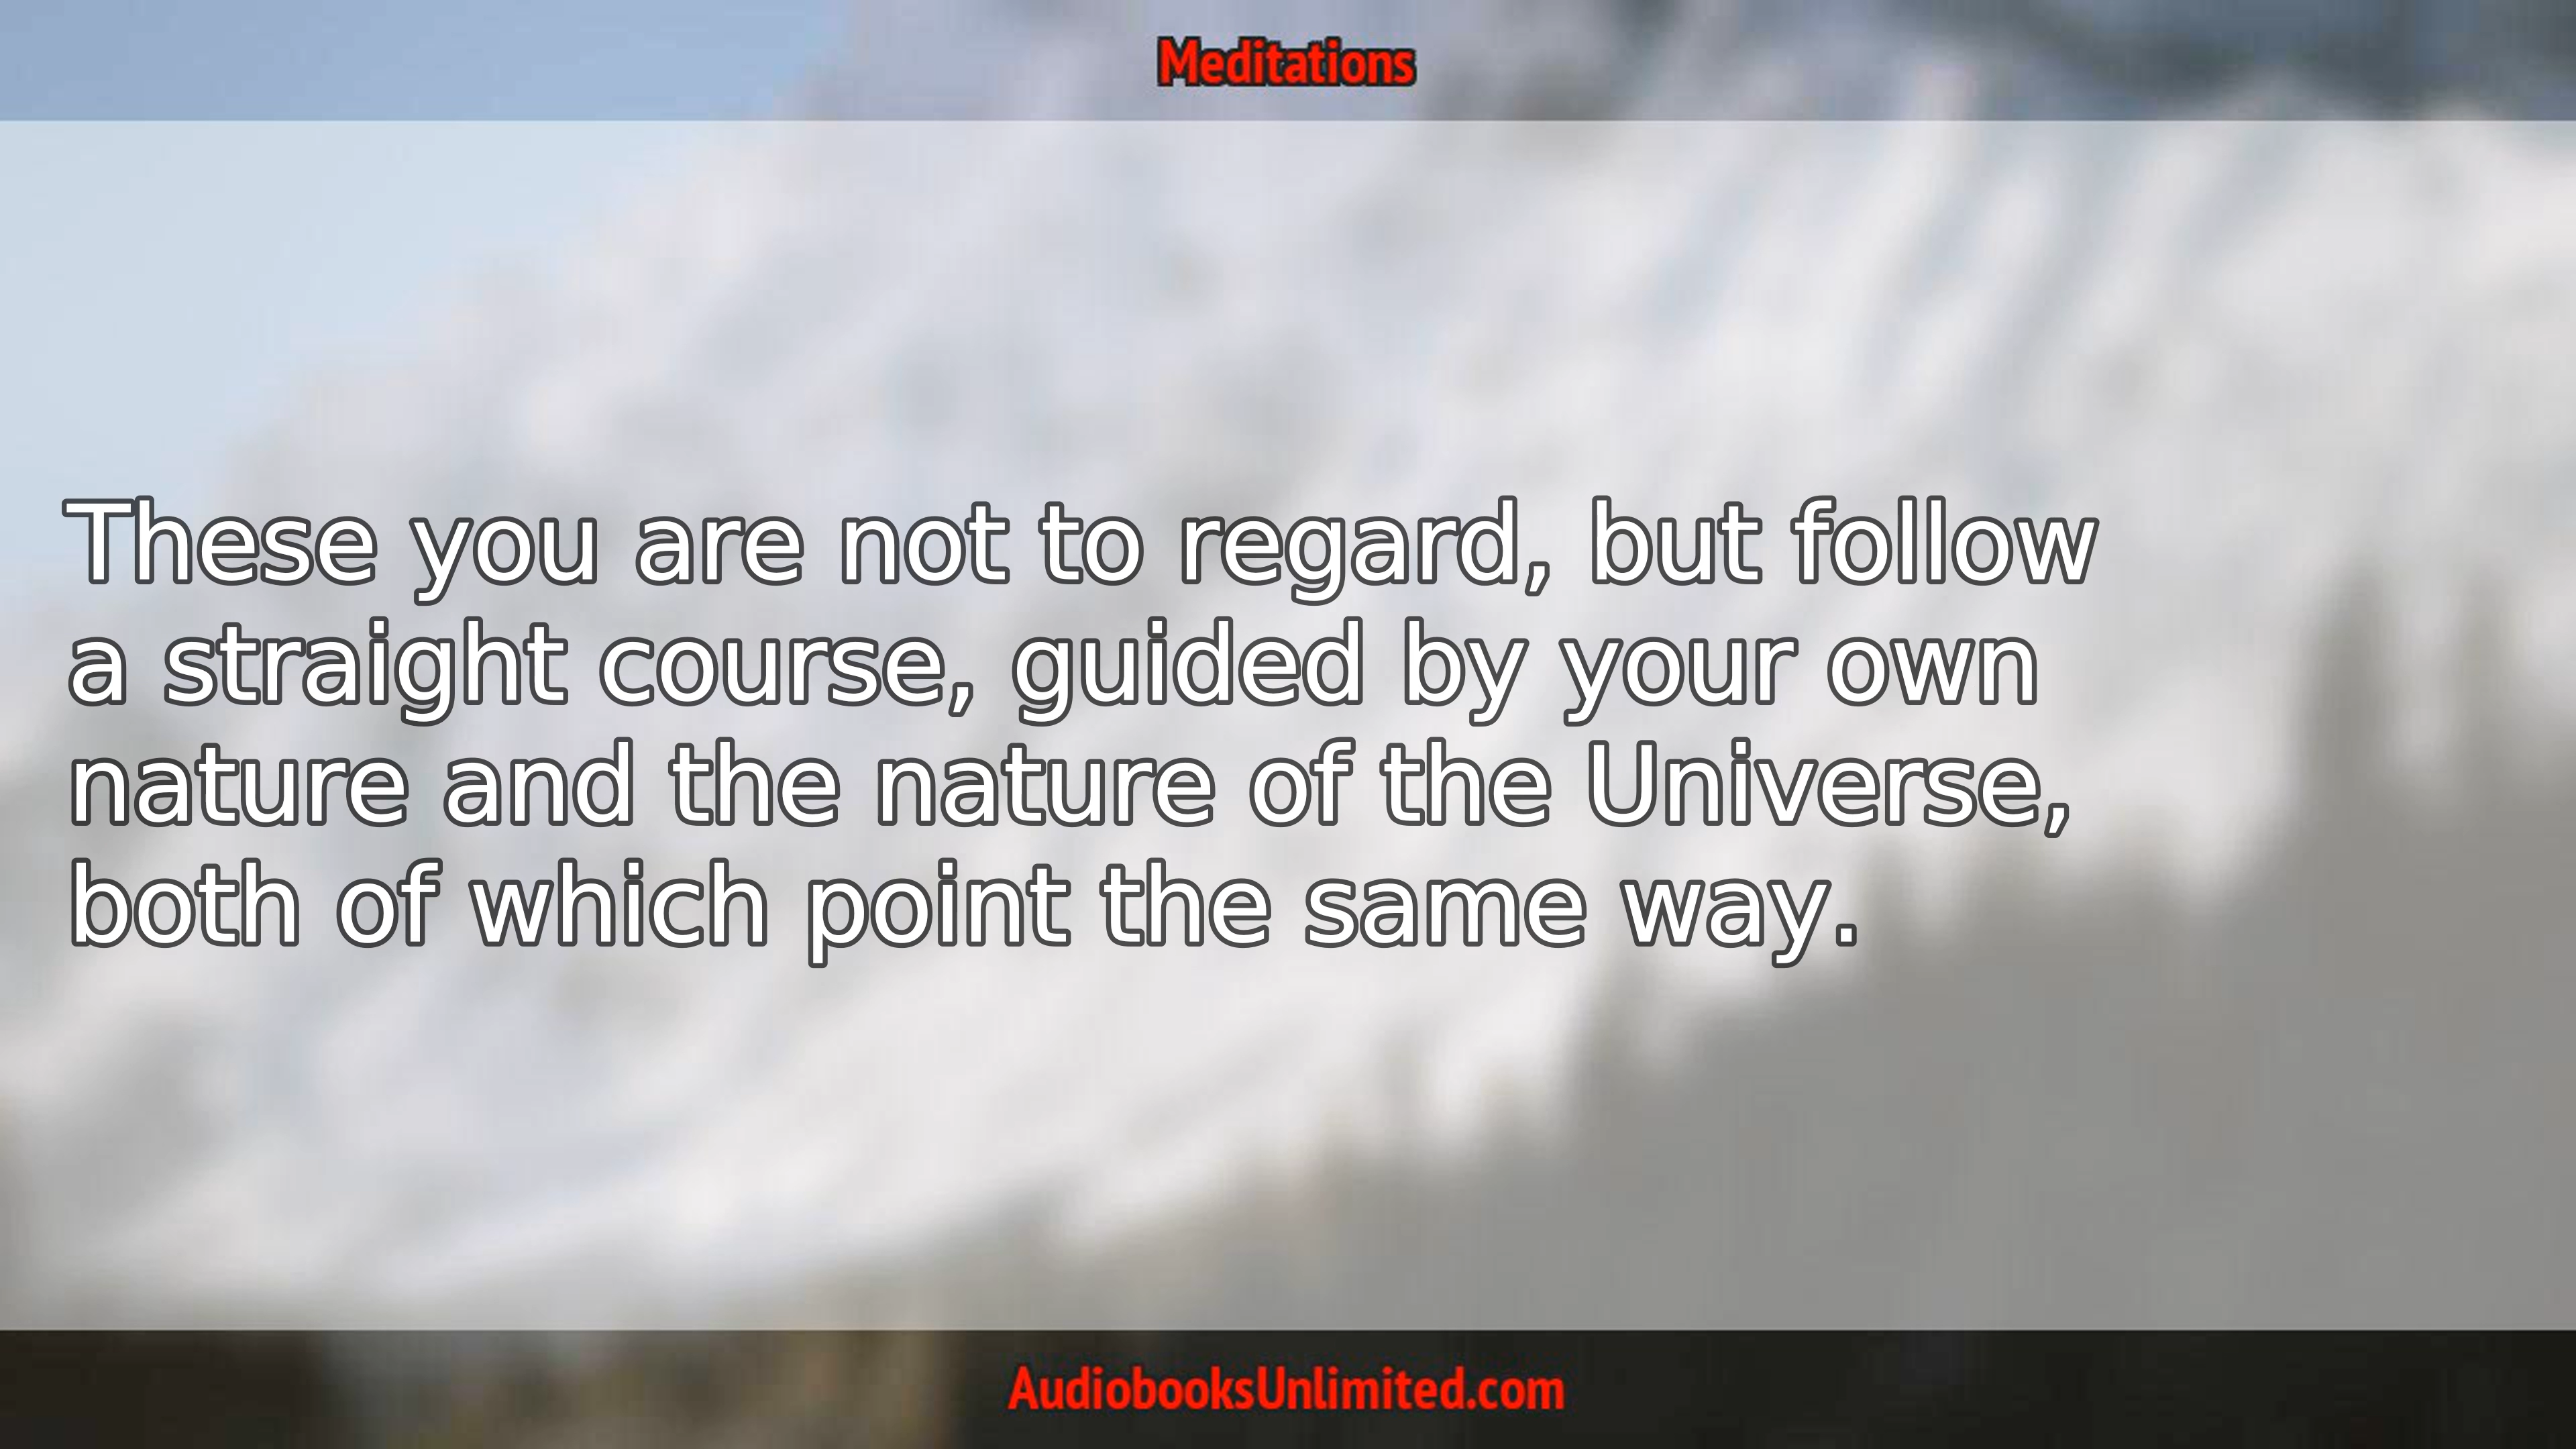 Meditations
These you are not to regard, but follow
a straight course, guided by your own
nature and the nature of the Universe,
both of which point the same way.
AudiobooksUnlimited.com